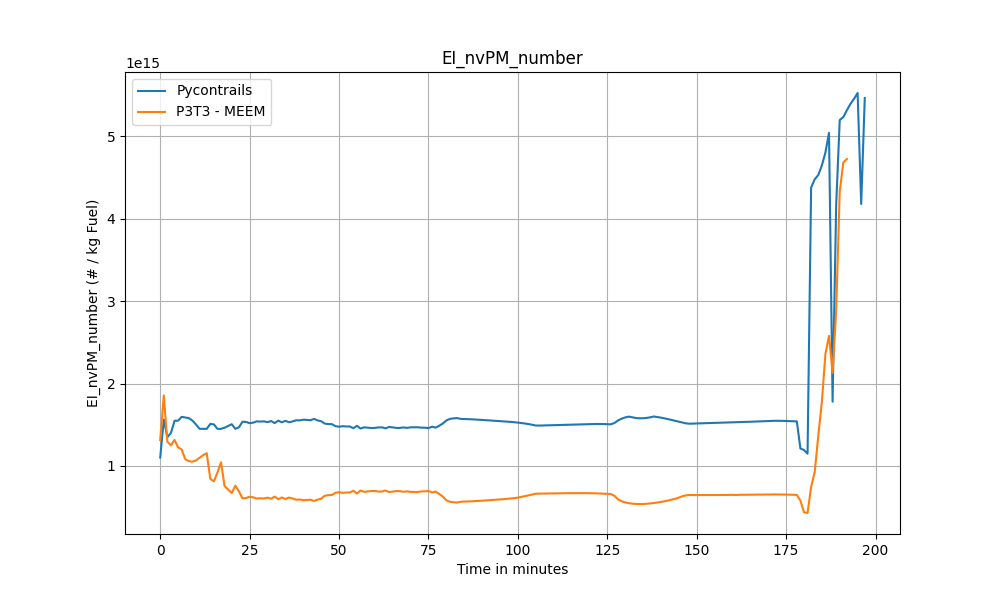 EI_nvPM_number
1e15
Pycontrails
P3T3 - MEEM
EI_nvPM_number (# / kg Fuel)
5
4
3
2
1
0 25 50 75 100 125 150 175 200
Time in minutes